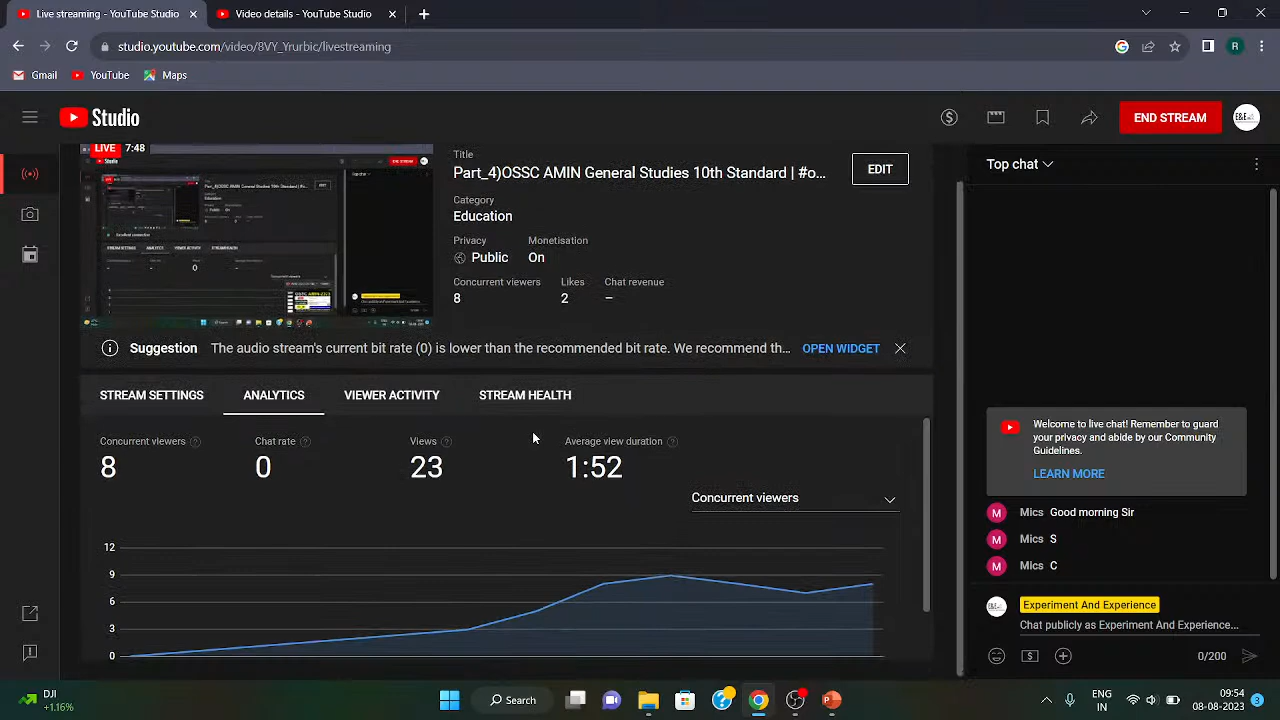 Live streaming - YouTube Studio
Video details - YouTube Studio
studio.youtube.com/video/8VY_Yrurbic/livestreaming
R
Gmail
YouTube
Maps
Studio
END STREAM
LIVE 7:48
Title
Part_4)OSSC AMIN General Studies 10th Standard | #o...
EDIT
Category
Education
Privacy
Monetisation
Public
On
Concurrent viewers
Likes
Chat revenue
8
2
–
Suggestion The audio stream's current bit rate (0) is lower than the recommended bit rate. We recommend th... OPEN WIDGET
STREAM SETTINGS
ANALYTICS
VIEWER ACTIVITY
STREAM HEALTH
Concurrent viewers
Chat rate
Views
Average view duration
8
0
23
1:52
Concurrent viewers
12
9
6
3
0
Top chat
Welcome to live chat! Remember to guard
your privacy and abide by our Community
Guidelines.
LEARN MORE
M Mics Good morning Sir
M Mics S
M Mics C
Experiment And Experience
Chat publicly as Experiment And Experience...
0/200
DJI
+1.16%
Search
ENG
IN
09:54
08-08-2023
3